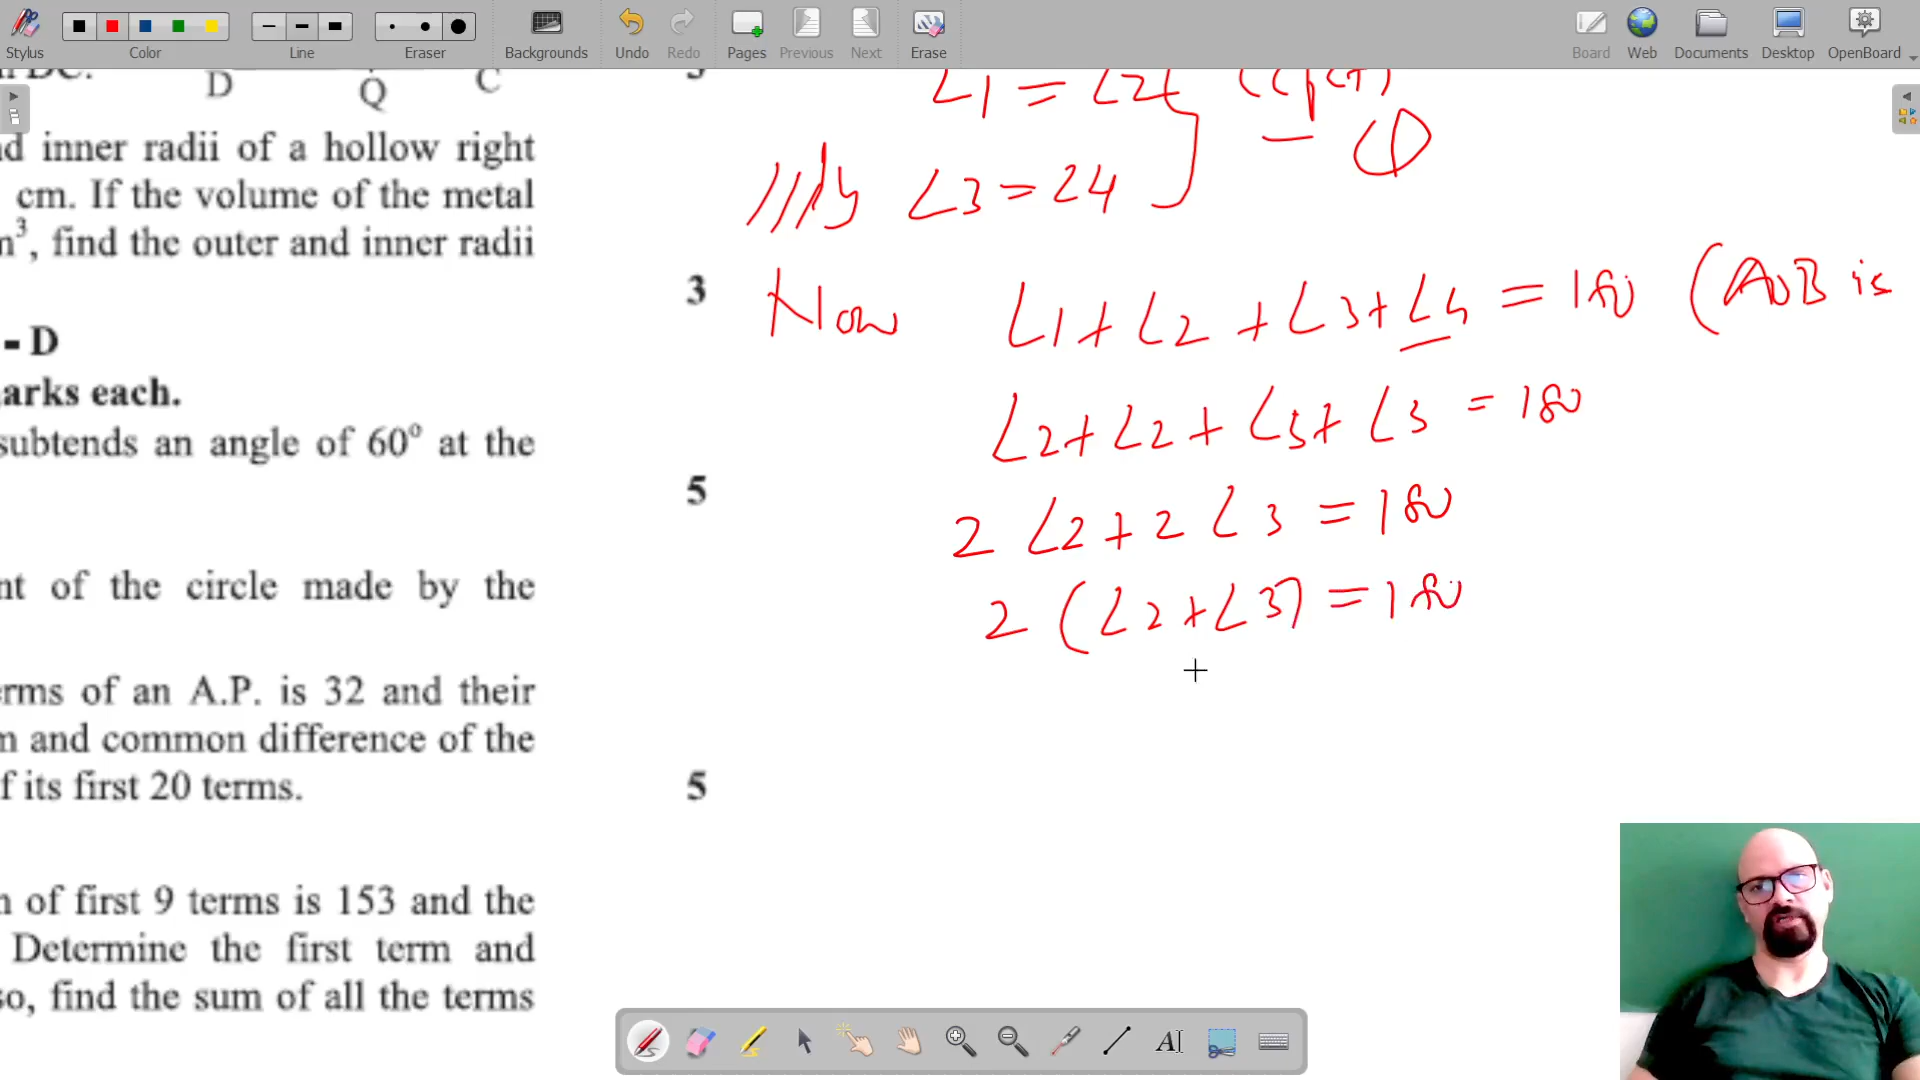 Stylus Color Line Eraser Backgrounds Undo Redo Pages Previous Next Erase Board Web Documents Desktop OpenBoard
D Q C
d inner radii of a hollow right
cm. If the volume of the metal
, find the outer and inner radii
3
- D
arks each.
subtends an angle of 60° at the
5
nt of the circle made by the
erms of an A.P. is 32 and their
n and common difference of the
f its first 20 terms.
5
n of first 9 terms is 153 and the
Determine the first term and
so, find the sum of all the terms
∠1 = ∠2 (cpct)
— ①
///ly ∠3 = ∠4
Now ∠1 + ∠2 + ∠3 + ∠4 = 180 (AOB is
∠2 + ∠2 + ∠3 + ∠3 = 180
2 ∠2 + 2 ∠3 = 180
2 (∠2 + ∠3) = 180